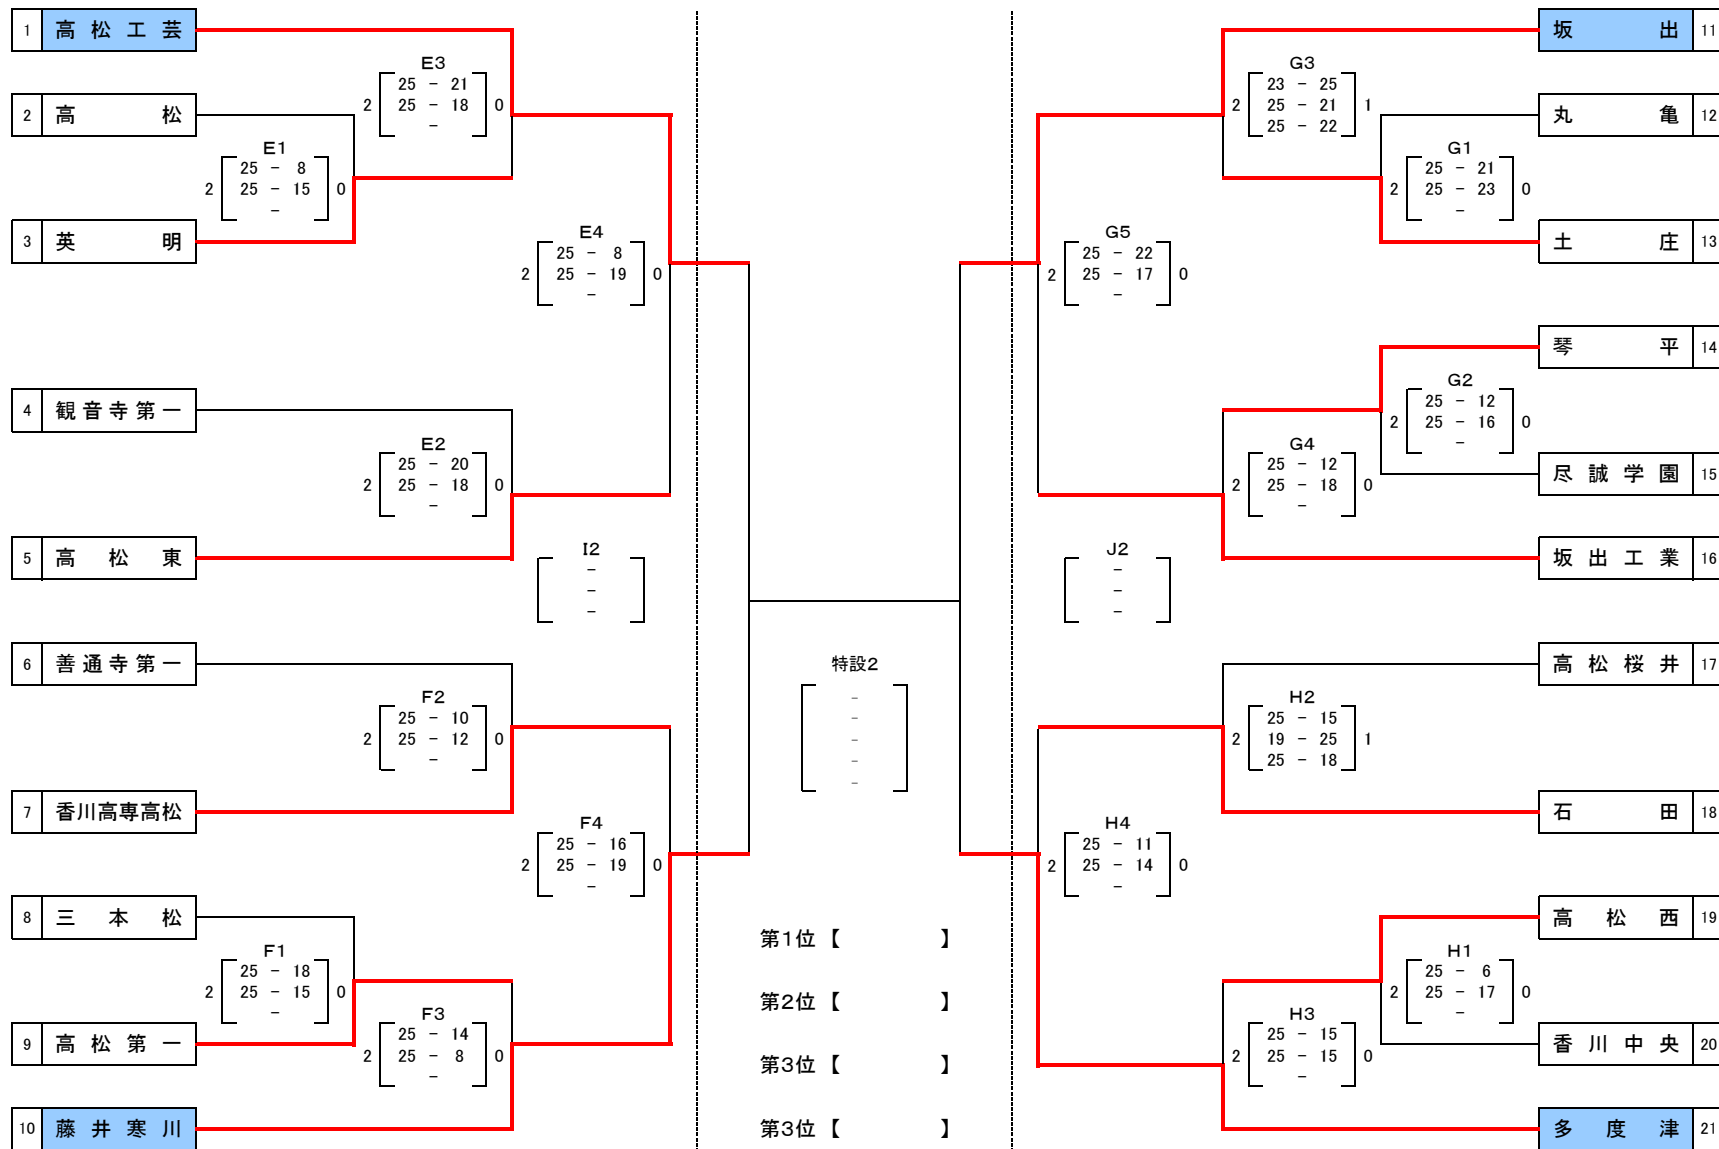 1 高松工芸
E3
25 - 21
2 25 - 18 0
-
2 高松
E1
25 - 8
2 25 - 15 0
-
3 英明
E4
25 - 8
2 25 - 19 0
-
4 観音寺第一
E2
25 - 20
2 25 - 18 0
-
5 高松東
I2
-
-
-
6 善通寺第一
F2
25 - 10
2 25 - 12 0
-
7 香川高専高松
F4
25 - 16
2 25 - 19 0
-
8 三本松
F1
25 - 18
2 25 - 15 0
-
9 高松第一
F3
25 - 14
2 25 - 8 0
-
10 藤井寒川
特設2
-
-
-
-
-
第1位【 】
第2位【 】
第3位【 】
第3位【 】
坂出 11
G3
23 - 25
2 25 - 21 1
25 - 22
丸亀 12
G1
25 - 21
2 25 - 23 0
-
土庄 13
G5
25 - 22
2 25 - 17 0
-
琴平 14
G2
25 - 12
2 25 - 16 0
-
G4
25 - 12
2 25 - 18 0
-
尽誠学園 15
坂出工業 16
J2
-
-
-
高松桜井 17
H2
25 - 15
2 19 - 25 1
25 - 18
石田 18
H4
25 - 11
2 25 - 14 0
-
高松西 19
H1
25 - 6
2 25 - 17 0
-
H3
25 - 15
2 25 - 15 0
-
香川中央 20
多度津 21